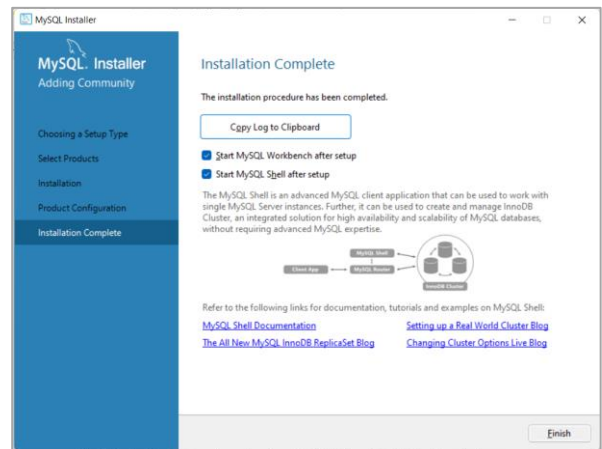 MySQL Installer
MySQL. Installer
Adding Community
Choosing a Setup Type
Select Products
Installation
Product Configuration
Installation Complete
Installation Complete
The installation procedure has been completed.
Copy Log to Clipboard
Start MySQL Workbench after setup
Start MySQL Shell after setup
The MySQL Shell is an advanced MySQL client application that can be used to work with
single MySQL Server instances. Further, it can be used to create and manage InnoDB
Cluster, an integrated solution for high availability and scalability of MySQL databases,
without requiring advanced MySQL expertise.
MySQL Shell
Client App
MySQL Router
InnoDB Cluster
Refer to the following links for documentation, tutorials and examples on MySQL Shell:
MySQL Shell Documentation
Setting up a Real World Cluster Blog
The All New MySQL InnoDB ReplicaSet Blog
Changing Cluster Options Live Blog
Finish